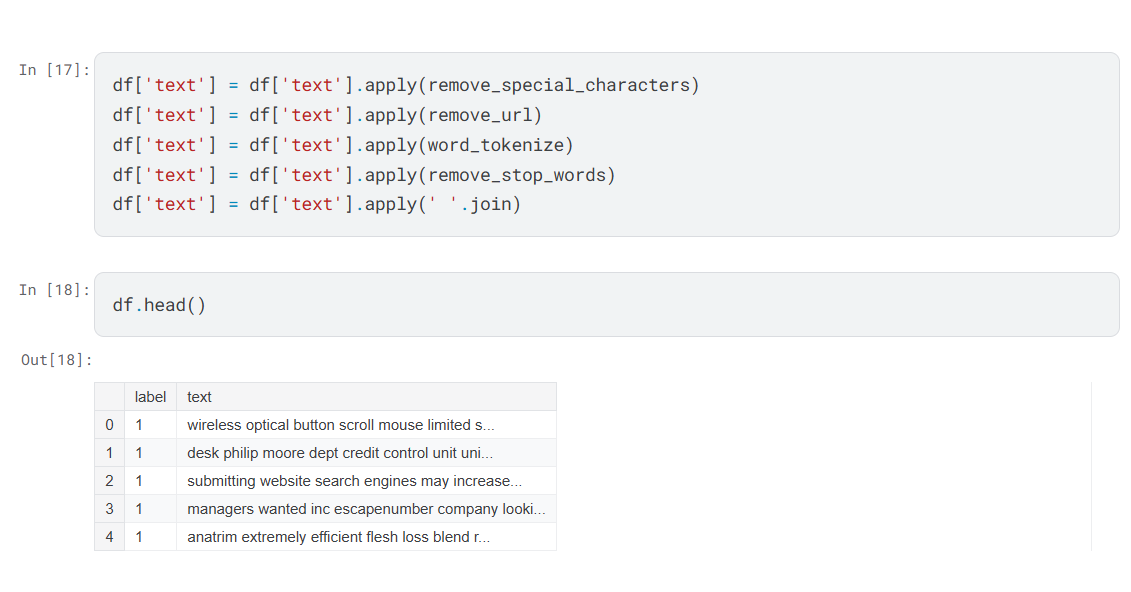 In [17]:
df['text'] = df['text'].apply(remove_special_characters)
df['text'] = df['text'].apply(remove_url)
df['text'] = df['text'].apply(word_tokenize)
df['text'] = df['text'].apply(remove_stop_words)
df['text'] = df['text'].apply(' '.join)
In [18]:
df.head()
Out[18]:
label text
0 1 wireless optical button scroll mouse limited s...
1 1 desk philip moore dept credit control unit uni...
2 1 submitting website search engines may increase...
3 1 managers wanted inc escapenumber company looki...
4 1 anatrim extremely efficient flesh loss blend r...